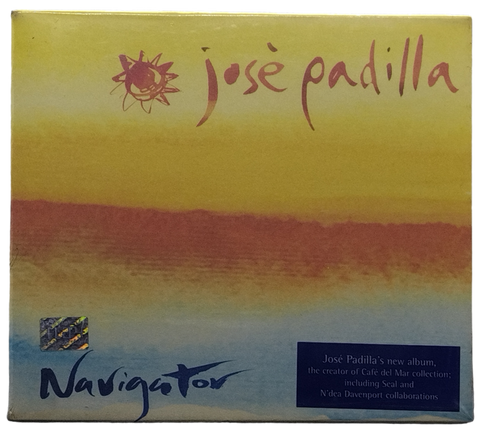 josè padilla
Navigator
José Padilla's new album,
the creator of Café del Mar collection;
including Seal and
N'dea Davenport collaborations